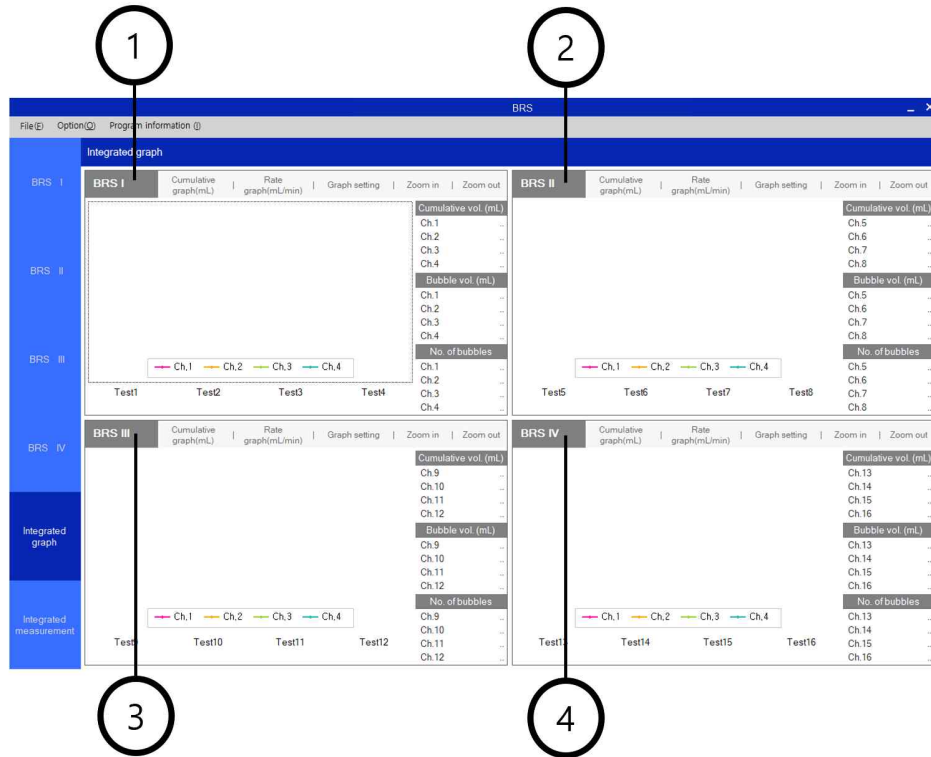 1
2
BRS
File(F) Option(O) Program information (I)
Integrated graph
BRS I
BRS II
BRS III
BRS IV
Integrated
graph
Integrated
measurement
BRS I
Cumulative
graph(mL) | Rate
graph(mL/min) | Graph setting | Zoom in | Zoom out
Cumulative vol. (mL)
Ch.1 ..
Ch.2 ..
Ch.3 ..
Ch.4 ..
Bubble vol. (mL)
Ch.1 ..
Ch.2 ..
Ch.3 ..
Ch.4 ..
No. of bubbles
Ch.1 ..
Ch.2 ..
Ch.3 ..
Ch.4 ..
Ch,1 Ch,2 Ch,3 Ch,4
Test1 Test2 Test3 Test4
BRS II
Cumulative
graph(mL) | Rate
graph(mL/min) | Graph setting | Zoom in | Zoom out
Cumulative vol. (mL)
Ch.5 ..
Ch.6 ..
Ch.7 ..
Ch.8 ..
Bubble vol. (mL)
Ch.5 ..
Ch.6 ..
Ch.7 ..
Ch.8 ..
No. of bubbles
Ch.5 ..
Ch.6 ..
Ch.7 ..
Ch.8 ..
Ch,1 Ch,2 Ch,3 Ch,4
Test5 Test6 Test7 Test8
BRS III
Cumulative
graph(mL) | Rate
graph(mL/min) | Graph setting | Zoom in | Zoom out
Cumulative vol. (mL)
Ch.9 ..
Ch.10 ..
Ch.11 ..
Ch.12 ..
Bubble vol. (mL)
Ch.9 ..
Ch.10 ..
Ch.11 ..
Ch.12 ..
No. of bubbles
Ch.9 ..
Ch.10 ..
Ch.11 ..
Ch.12 ..
Ch,1 Ch,2 Ch,3 Ch,4
Test9 Test10 Test11 Test12
BRS IV
Cumulative
graph(mL) | Rate
graph(mL/min) | Graph setting | Zoom in | Zoom out
Cumulative vol. (mL)
Ch.13 ..
Ch.14 ..
Ch.15 ..
Ch.16 ..
Bubble vol. (mL)
Ch.13 ..
Ch.14 ..
Ch.15 ..
Ch.16 ..
No. of bubbles
Ch.13 ..
Ch.14 ..
Ch.15 ..
Ch.16 ..
Ch,1 Ch,2 Ch,3 Ch,4
Test13 Test14 Test15 Test16
3
4